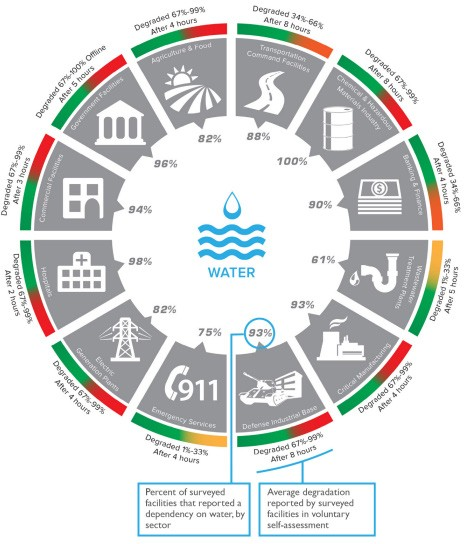 Degraded 34%-66%
After 8 hours
Transportation
Command Facilities
88%
Degraded 67%-99%
After 8 hours
Chemical & Hazardous
Materials Industry
100%
Degraded 34%-66%
After 4 hours
Banking & Finance
90%
Degraded 1%-33%
After 5 hours
Wastewater
Treatment Plants
61%
Degraded 67%-99%
After 4 hours
Critical Manufacturing
93%
Degraded 67%-99%
After 8 hours
Defense Industrial Base
93%
Degraded 1%-33%
After 4 hours
Emergency Services
911
75%
Degraded 67%-99%
After 4 hours
Electric
Generation Plants
82%
Degraded 67%-99%
After 2 hours
Hospitals
98%
Degraded 67%-99%
After 3 hours
Commercial Facilities
94%
Degraded 67%-100% Offline
After 5 hours
Government Facilities
96%
Degraded 67%-99%
After 4 hours
Agriculture & Food
82%
WATER
Percent of surveyed
facilities that reported a
dependency on water, by
sector
Average degradation
reported by surveyed
facilities in voluntary
self-assessment